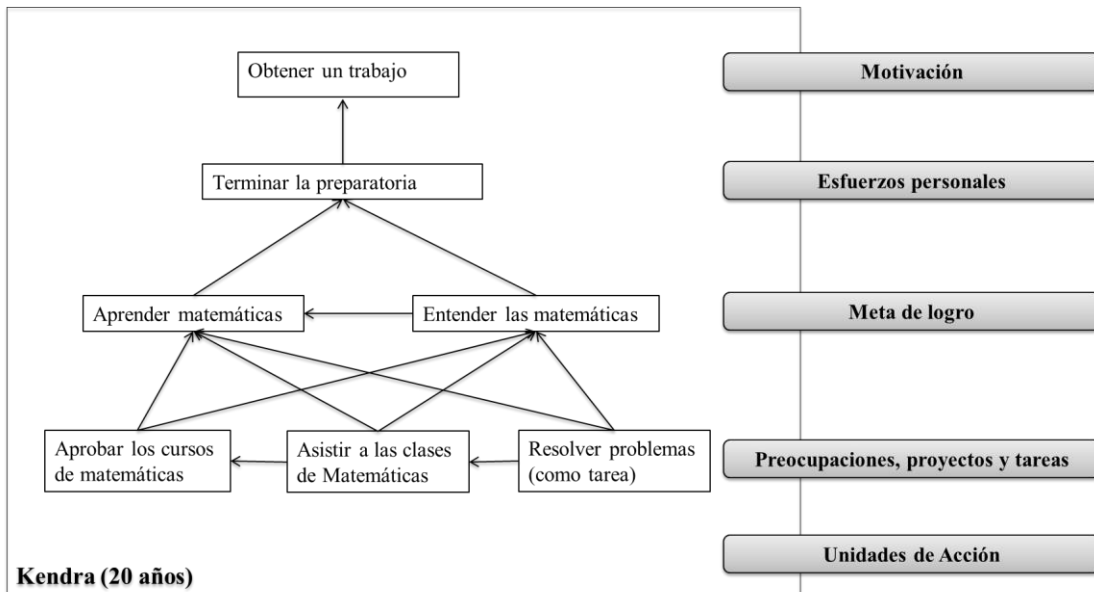 Obtener un trabajo
Motivación
Terminar la preparatoria
Esfuerzos personales
Aprender matemáticas
Entender las matemáticas
Meta de logro
Aprobar los cursos
de matemáticas
Asistir a las clases
de Matemáticas
Resolver problemas
(como tarea)
Preocupaciones, proyectos y tareas
Unidades de Acción
Kendra (20 años)